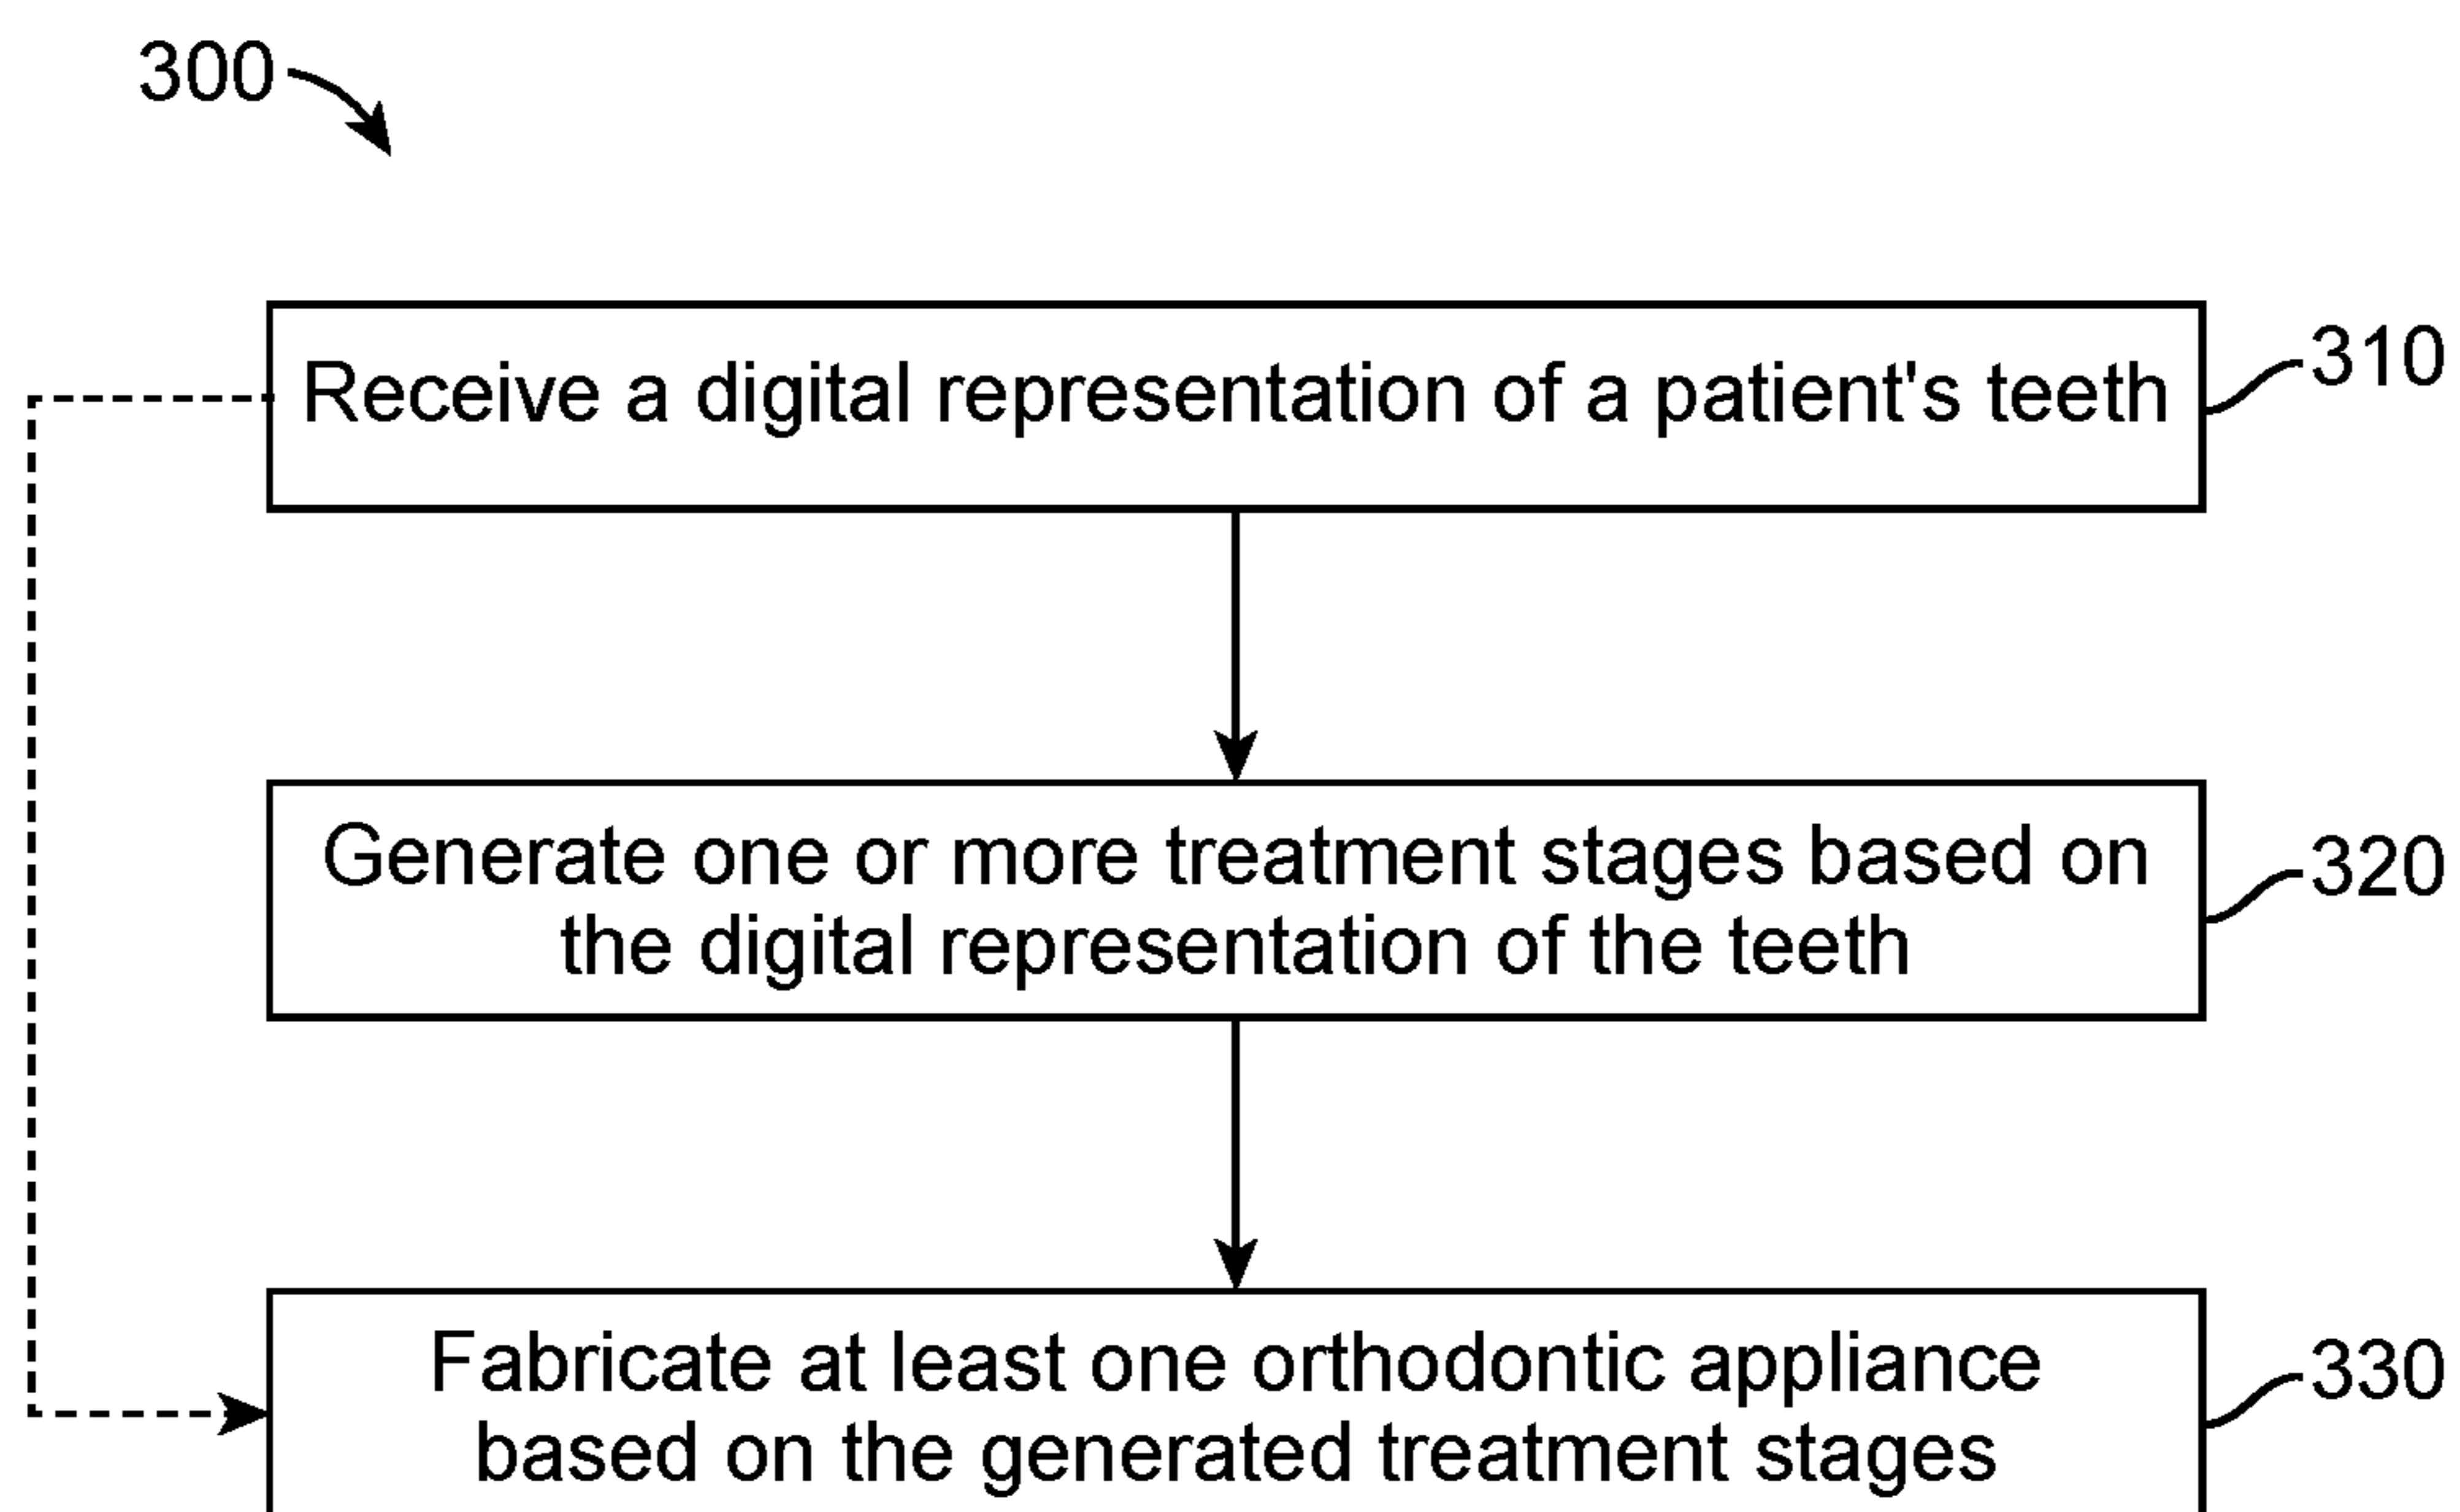 300
Receive a digital representation of a patient's teeth
310
Generate one or more treatment stages based on
the digital representation of the teeth
320
Fabricate at least one orthodontic appliance
based on the generated treatment stages
330